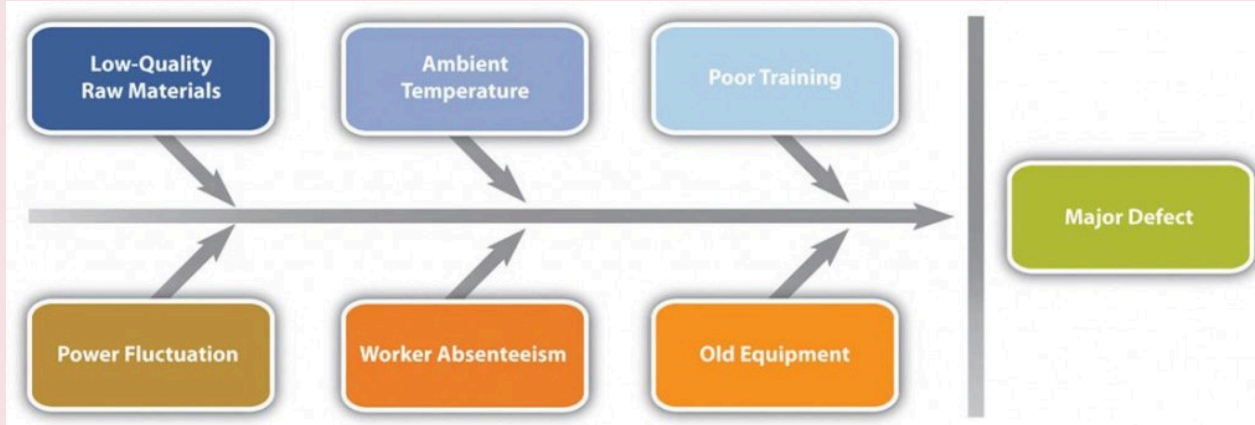 Low-Quality
Raw Materials
Ambient
Temperature
Poor Training
Major Defect
Power Fluctuation
Worker Absenteeism
Old Equipment